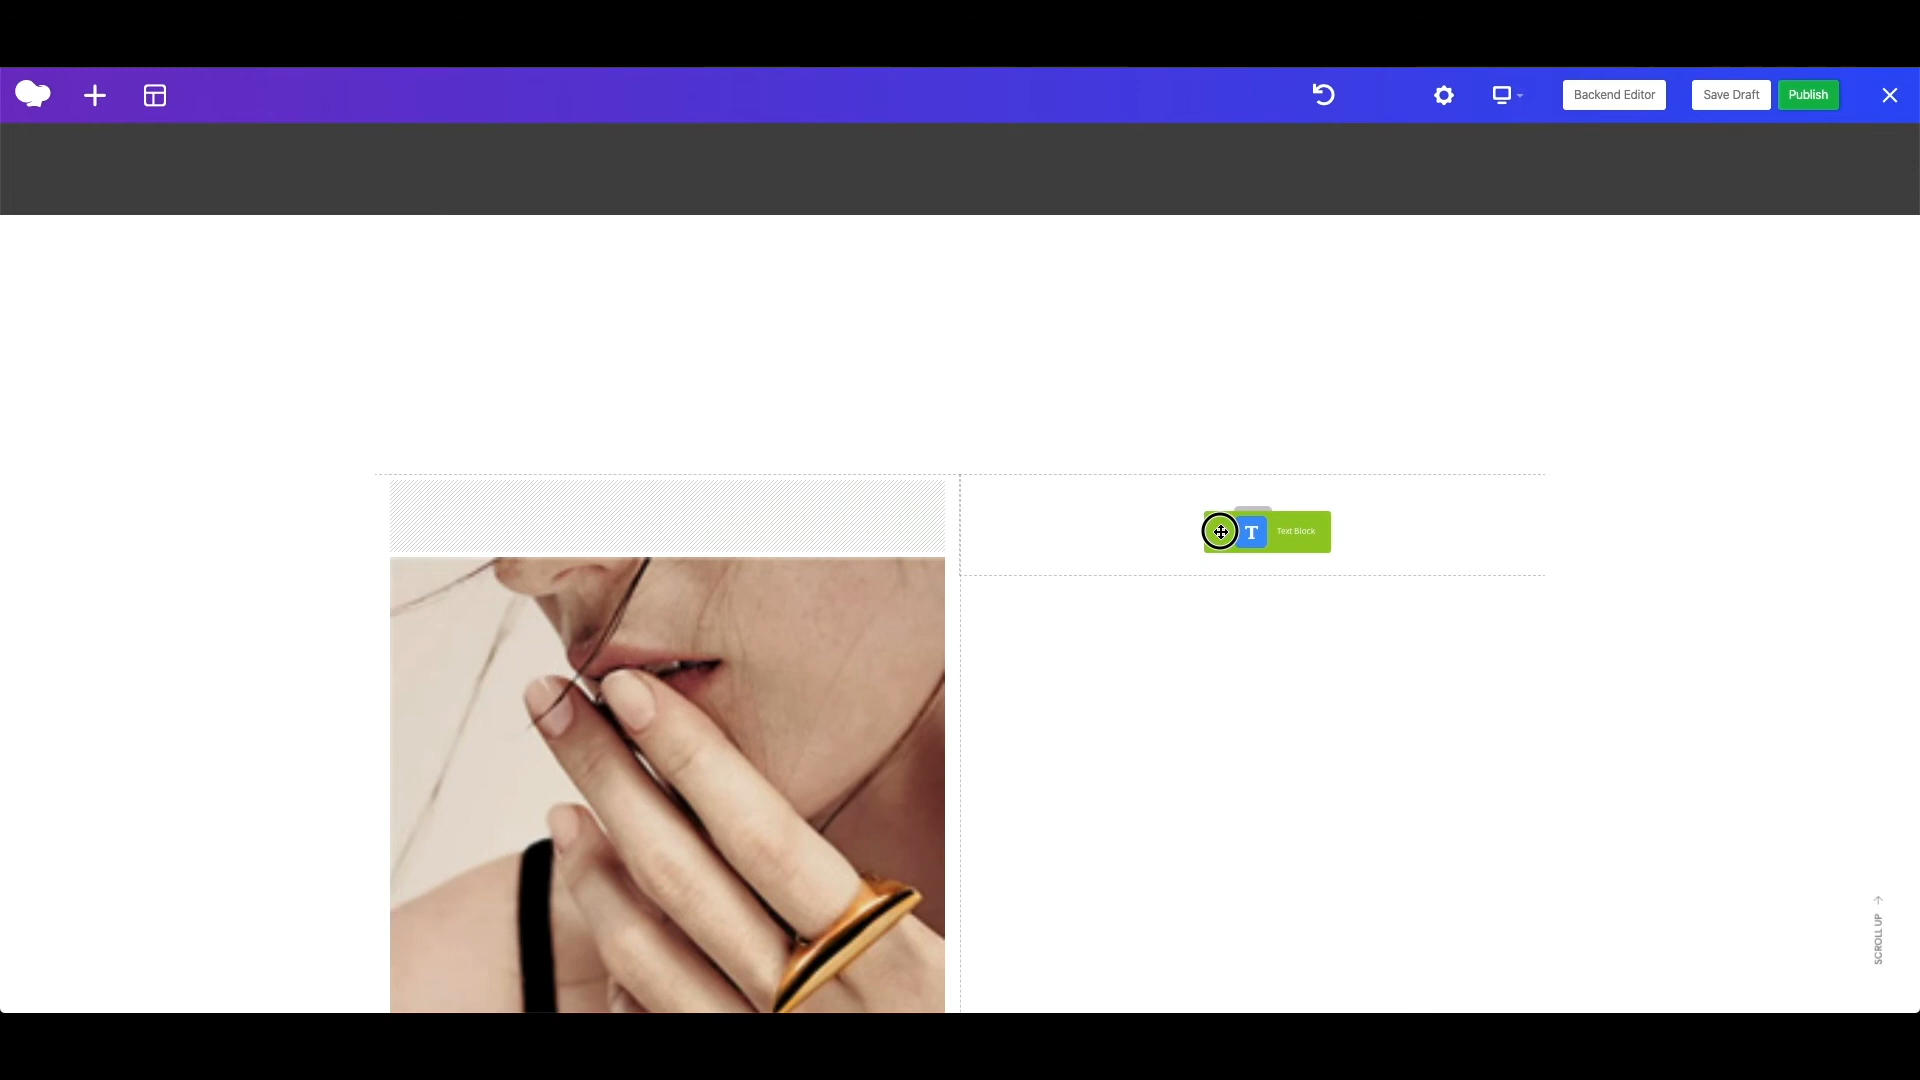 Backend Editor
Save Draft
Publish
T
Text Block
SCROLL UP